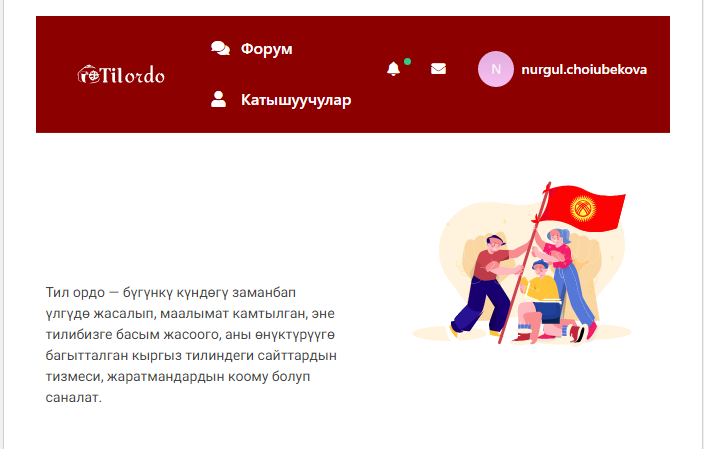 Tilordo
Форум
Катышуучулар
N
nurgul.choiubekova
Тил ордо — бүгүнкү күндөгү заманбап
үлгүдө жасалып, маалымат камтылган, эне
тилибизге басым жасоого, аны өнүктүрүүгө
багытталган кыргыз тилиндеги сайттардын
тизмеси, жаратмандардын коому болуп
саналат.